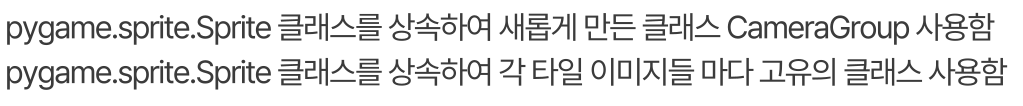 pygame.sprite.Sprite 클래스를 상속하여 새롭게 만든 클래스 CameraGroup 사용함
pygame.sprite.Sprite 클래스를 상속하여 각 타일 이미지들 마다 고유의 클래스 사용함